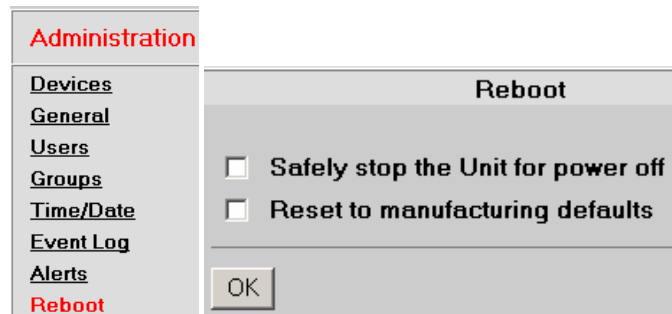 Administration
Devices
General
Users
Groups
Time/Date
Event Log
Alerts
Reboot
Reboot
Safely stop the Unit for power off
Reset to manufacturing defaults
OK